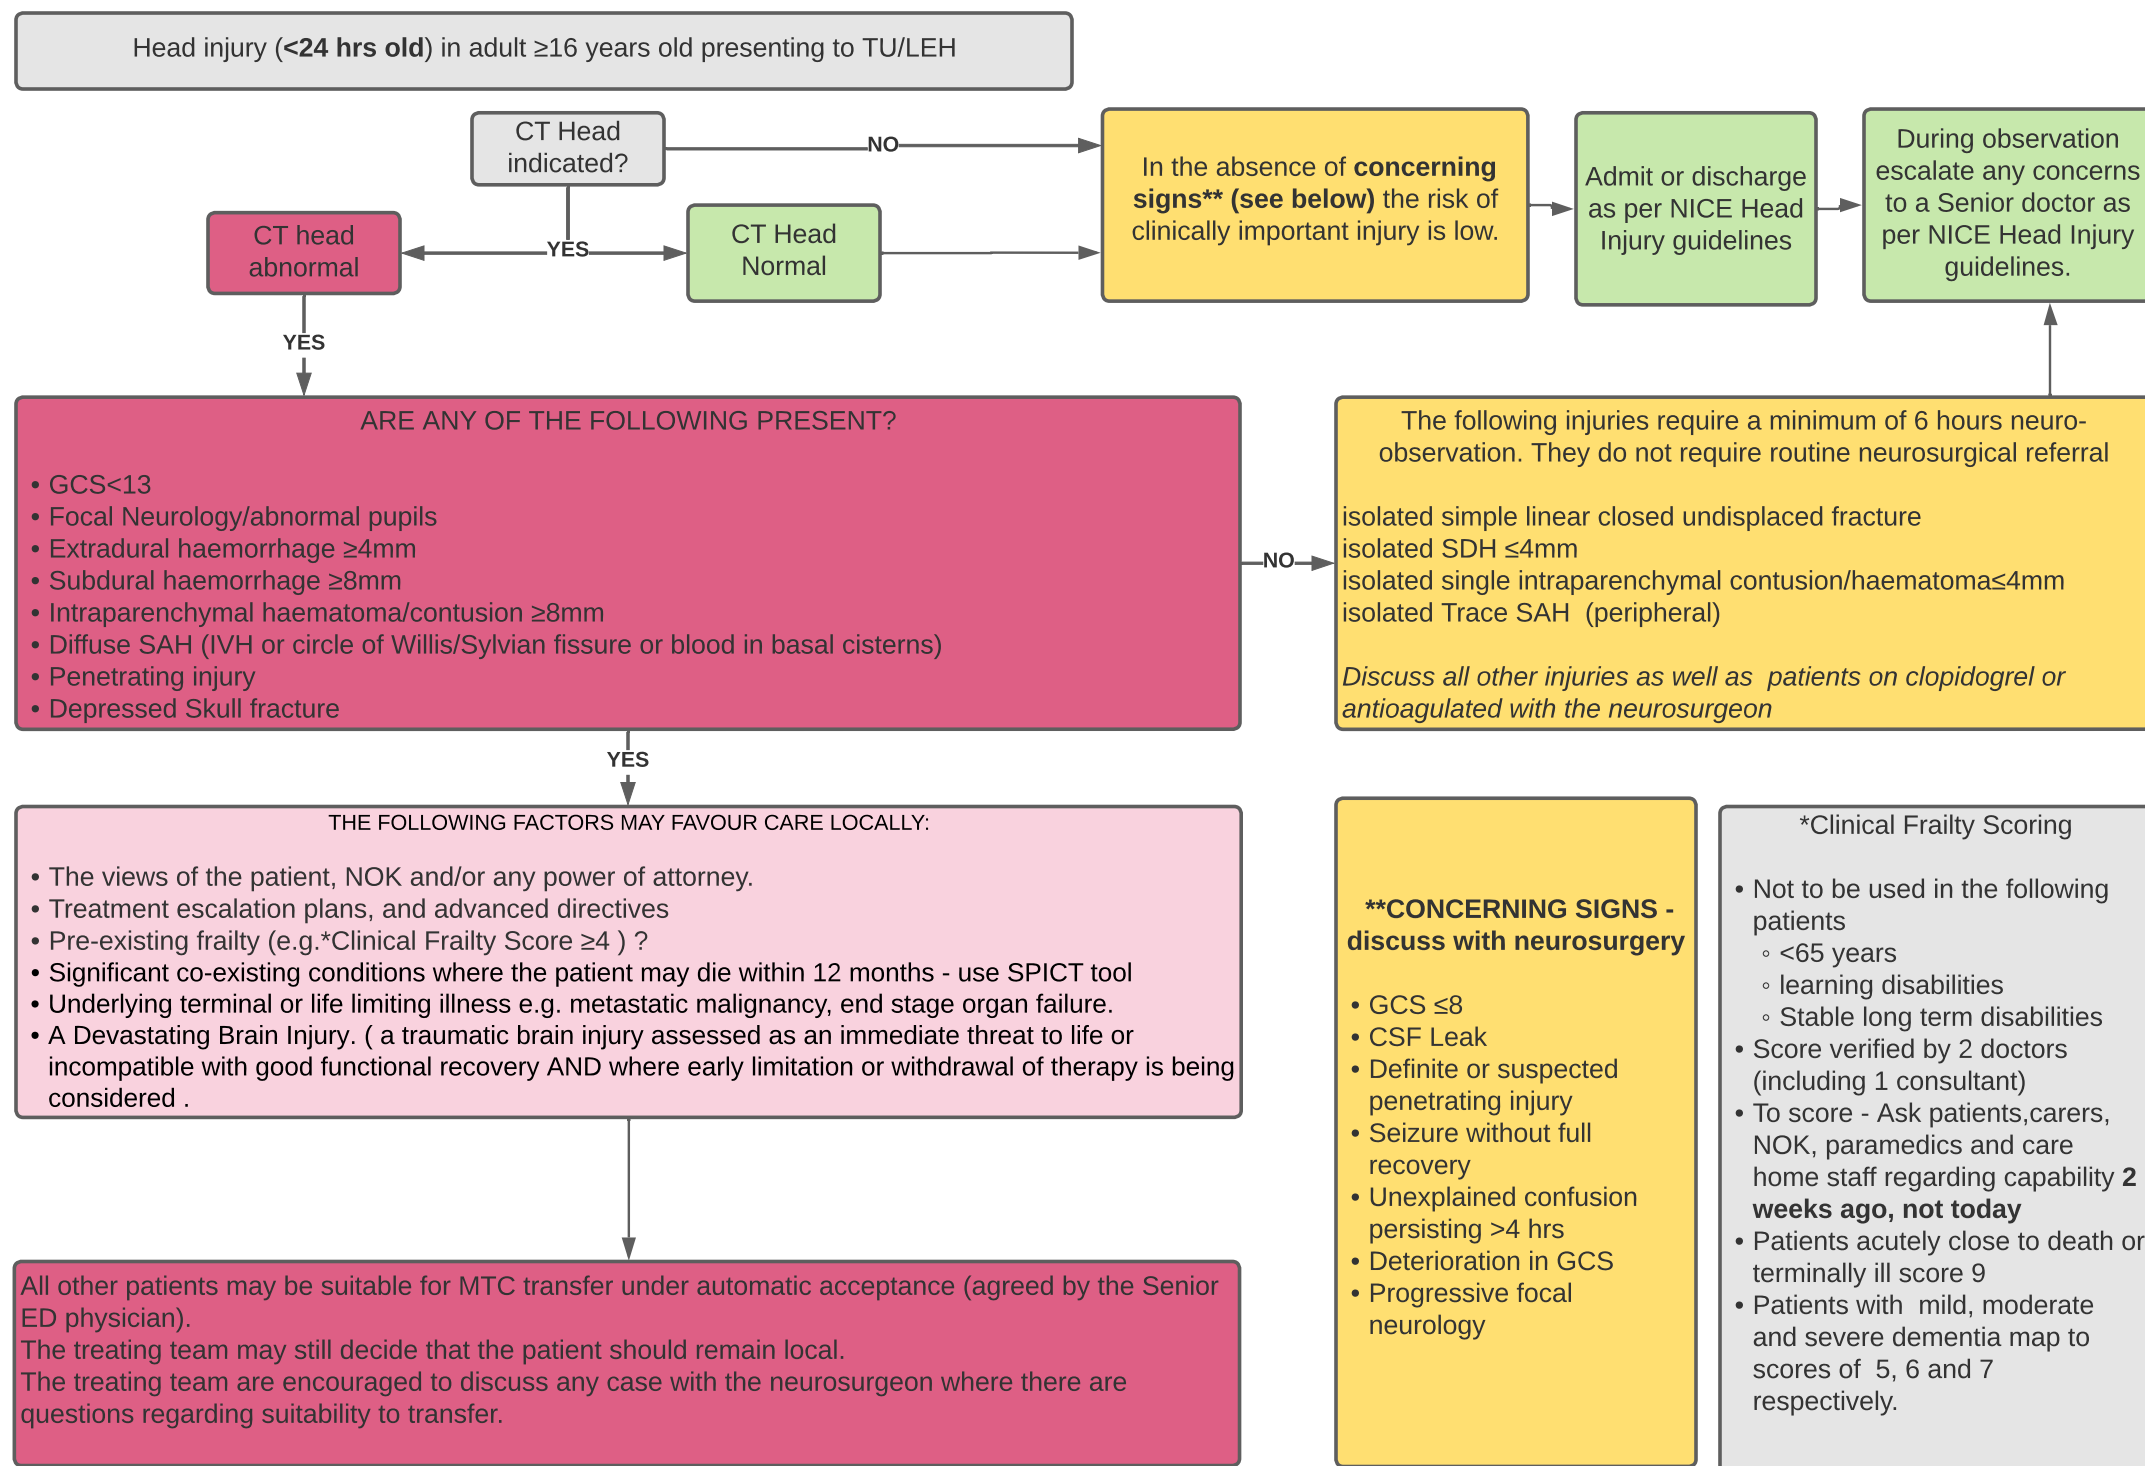 Head injury (<24 hrs old) in adult ≥16 years old presenting to TU/LEH
CT Head
indicated?
NO
In the absence of concerning
signs** (see below) the risk of
clinically important injury is low.
Admit or discharge
as per NICE Head
Injury guidelines
During observation
escalate any concerns
to a Senior doctor as
per NICE Head Injury
guidelines.
CT head
abnormal
YES
CT Head
Normal
YES
ARE ANY OF THE FOLLOWING PRESENT?
• GCS<13
• Focal Neurology/abnormal pupils
• Extradural haemorrhage ≥4mm
• Subdural haemorrhage ≥8mm
• Intraparenchymal haematoma/contusion ≥8mm
• Diffuse SAH (IVH or circle of Willis/Sylvian fissure or blood in basal cisterns)
• Penetrating injury
• Depressed Skull fracture
NO
The following injuries require a minimum of 6 hours neuro-
observation. They do not require routine neurosurgical referral
isolated simple linear closed undisplaced fracture
isolated SDH ≤4mm
isolated single intraparenchymal contusion/haematoma≤4mm
isolated Trace SAH  (peripheral)
Discuss all other injuries as well as  patients on clopidogrel or
antioagulated with the neurosurgeon
YES
THE FOLLOWING FACTORS MAY FAVOUR CARE LOCALLY:
• The views of the patient, NOK and/or any power of attorney.
• Treatment escalation plans, and advanced directives
• Pre-existing frailty (e.g.*Clinical Frailty Score ≥4 ) ?
• Significant co-existing conditions where the patient may die within 12 months - use SPICT tool
• Underlying terminal or life limiting illness e.g. metastatic malignancy, end stage organ failure.
• A Devastating Brain Injury. ( a traumatic brain injury assessed as an immediate threat to life or
incompatible with good functional recovery AND where early limitation or withdrawal of therapy is being
considered .
All other patients may be suitable for MTC transfer under automatic acceptance (agreed by the Senior
ED physician).
The treating team may still decide that the patient should remain local.
The treating team are encouraged to discuss any case with the neurosurgeon where there are
questions regarding suitability to transfer.
**CONCERNING SIGNS -
discuss with neurosurgery
• GCS ≤8
• CSF Leak
• Definite or suspected
penetrating injury
• Seizure without full
recovery
• Unexplained confusion
persisting >4 hrs
• Deterioration in GCS
• Progressive focal
neurology
*Clinical Frailty Scoring
• Not to be used in the following
patients
◦ <65 years
◦ learning disabilities
◦ Stable long term disabilities
• Score verified by 2 doctors
(including 1 consultant)
• To score - Ask patients,carers,
NOK, paramedics and care
home staff regarding capability 2
weeks ago, not today
• Patients acutely close to death or
terminally ill score 9
• Patients with  mild, moderate
and severe dementia map to
scores of  5, 6 and 7
respectively.